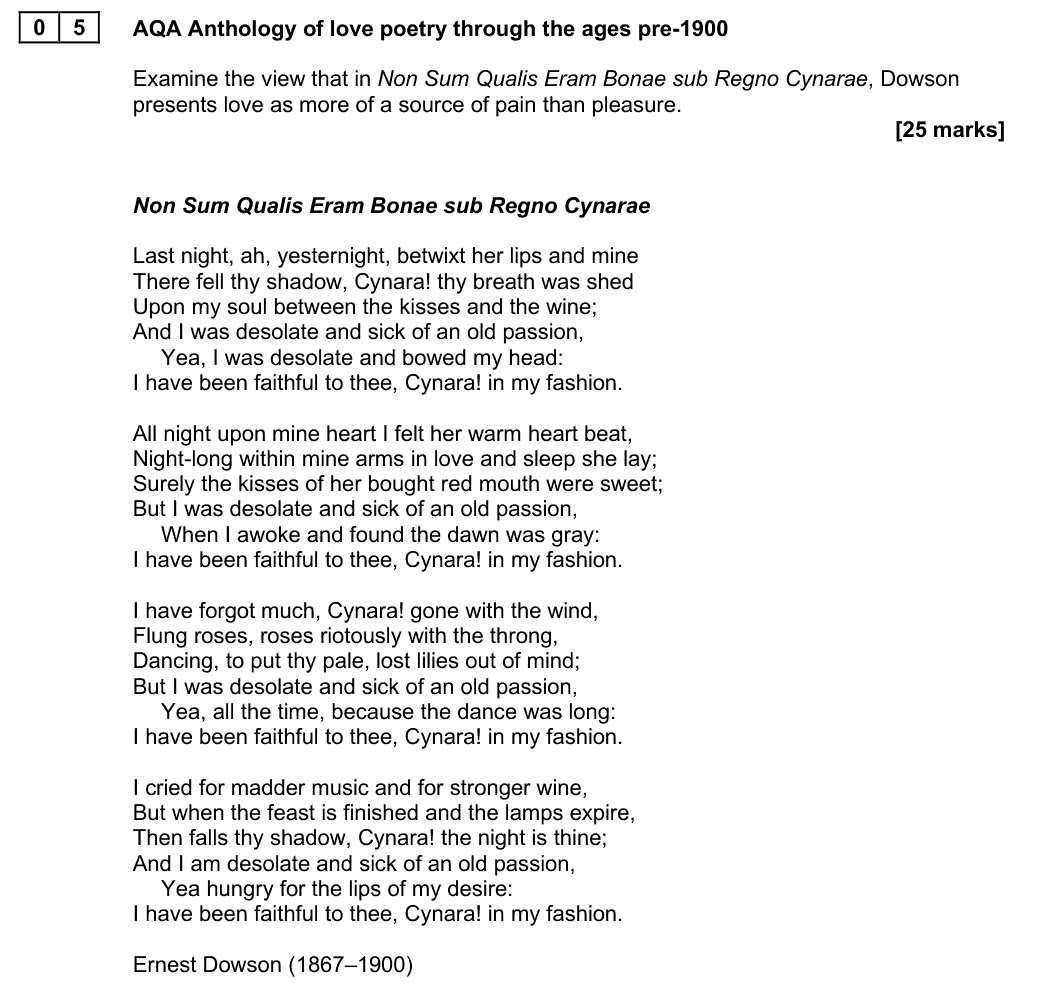 0 5 AQA Anthology of love poetry through the ages pre-1900
Examine the view that in Non Sum Qualis Eram Bonae sub Regno Cynarae, Dowson
presents love as more of a source of pain than pleasure.
[25 marks]
Non Sum Qualis Eram Bonae sub Regno Cynarae
Last night, ah, yesternight, betwixt her lips and mine
There fell thy shadow, Cynara! thy breath was shed
Upon my soul between the kisses and the wine;
And I was desolate and sick of an old passion,
Yea, I was desolate and bowed my head:
I have been faithful to thee, Cynara! in my fashion.
All night upon mine heart I felt her warm heart beat,
Night-long within mine arms in love and sleep she lay;
Surely the kisses of her bought red mouth were sweet;
But I was desolate and sick of an old passion,
When I awoke and found the dawn was gray:
I have been faithful to thee, Cynara! in my fashion.
I have forgot much, Cynara! gone with the wind,
Flung roses, roses riotously with the throng,
Dancing, to put thy pale, lost lilies out of mind;
But I was desolate and sick of an old passion,
Yea, all the time, because the dance was long:
I have been faithful to thee, Cynara! in my fashion.
I cried for madder music and for stronger wine,
But when the feast is finished and the lamps expire,
Then falls thy shadow, Cynara! the night is thine;
And I am desolate and sick of an old passion,
Yea hungry for the lips of my desire:
I have been faithful to thee, Cynara! in my fashion.
Ernest Dowson (1867–1900)